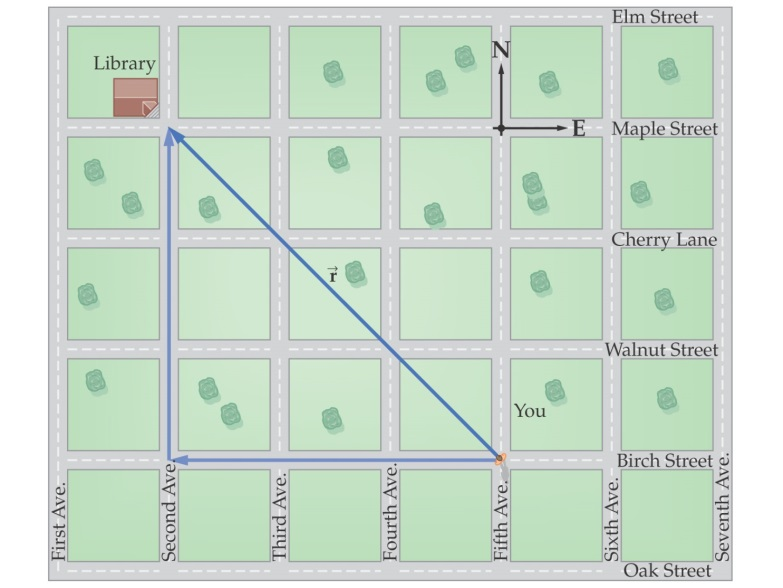 Elm Street
Library
N
E
Maple Street
Cherry Lane
r
Walnut Street
You
Birch Street
First Ave.
Second Ave
Third Ave.
Fourth Ave.
Fifth Ave.
Sixth Ave.
Seventh Ave.
Oak Street